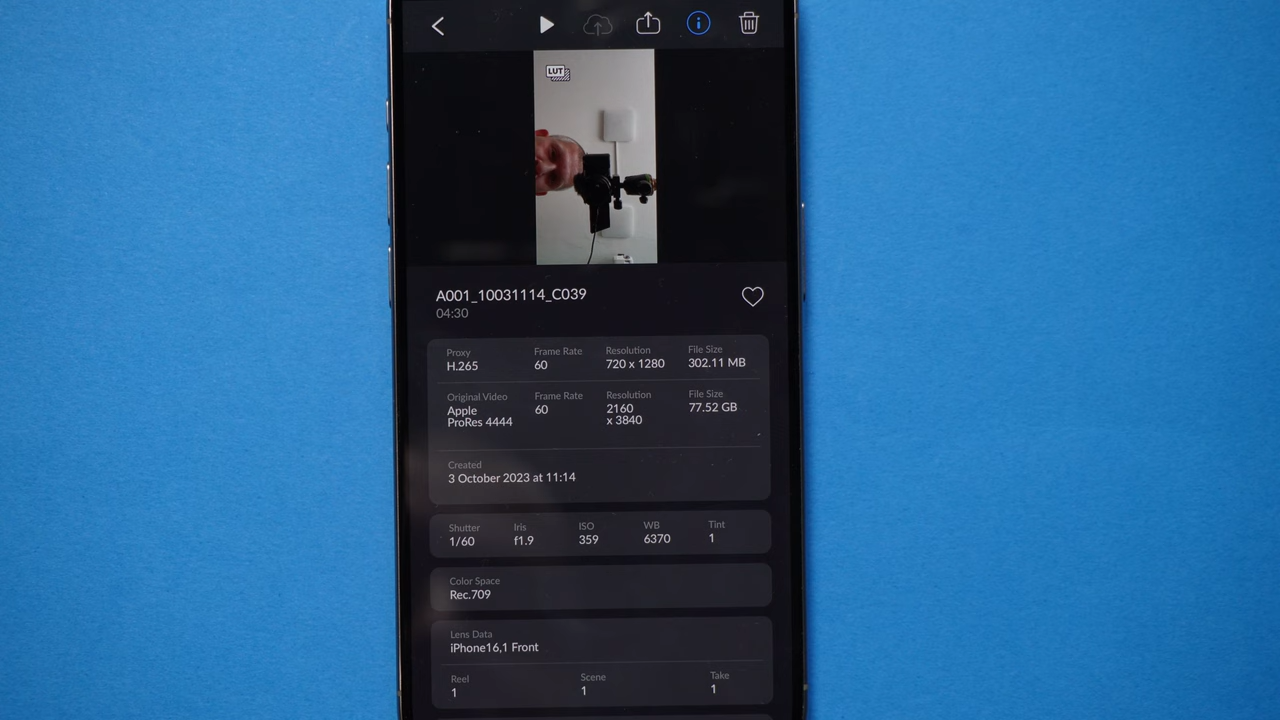 LUT
A001_10031114_C039
04:30
Proxy Frame Rate Resolution File Size
H.265 60 720 x 1280 302.11 MB
Original Video Frame Rate Resolution File Size
Apple 60 2160 77.52 GB
ProRes 4444 x 3840
Created
3 October 2023 at 11:14
Shutter Iris ISO WB Tint
1/60 f1.9 359 6370 1
Color Space
Rec.709
Lens Data
iPhone16,1 Front
Reel Scene Take
1 1 1